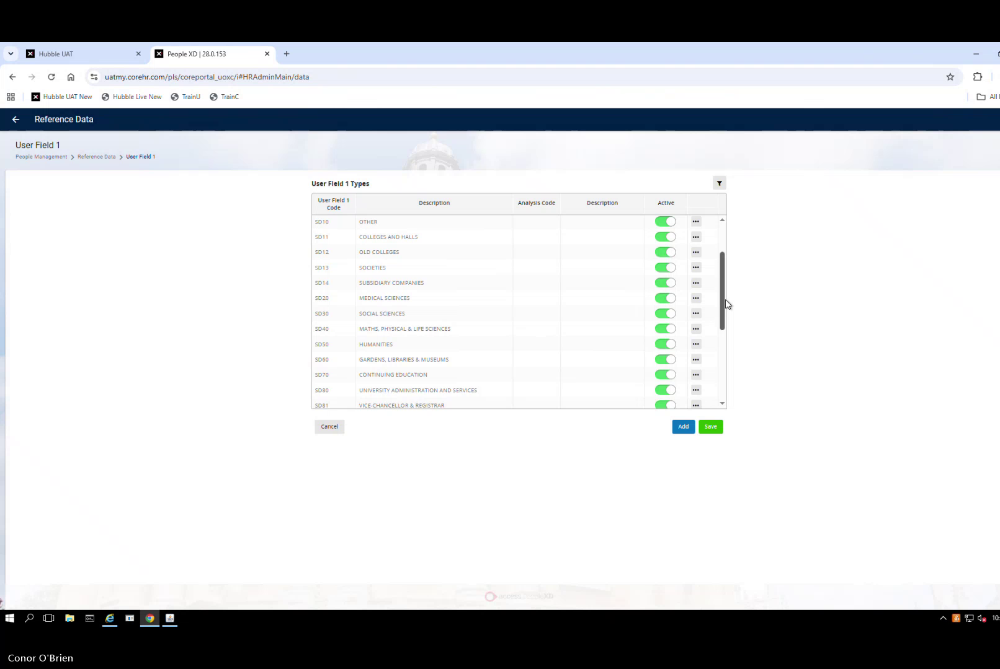 Hubble UAT
People XD | 28.0.153
uatmy.corehr.com/pls/coreportal_uoxc/i#HRAdminMain/data
Hubble UAT New
Hubble Live New
TrainU
TrainC
All
Reference Data
User Field 1
People Management > Reference Data > User Field 1
User Field 1 Types
User Field 1 Code Description Analysis Code Description Active
SD10 OTHER
SD11 COLLEGES AND HALLS
SD12 OLD COLLEGES
SD13 SOCIETIES
SD14 SUBSIDIARY COMPANIES
SD20 MEDICAL SCIENCES
SD30 SOCIAL SCIENCES
SD40 MATHS, PHYSICAL & LIFE SCIENCES
SD50 HUMANITIES
SD60 GARDENS, LIBRARIES & MUSEUMS
SD70 CONTINUING EDUCATION
SD80 UNIVERSITY ADMINISTRATION AND SERVICES
SD81 VICE-CHANCELLOR & REGISTRAR
Cancel Add Save
access PeopleXD
10:
Conor O'Brien